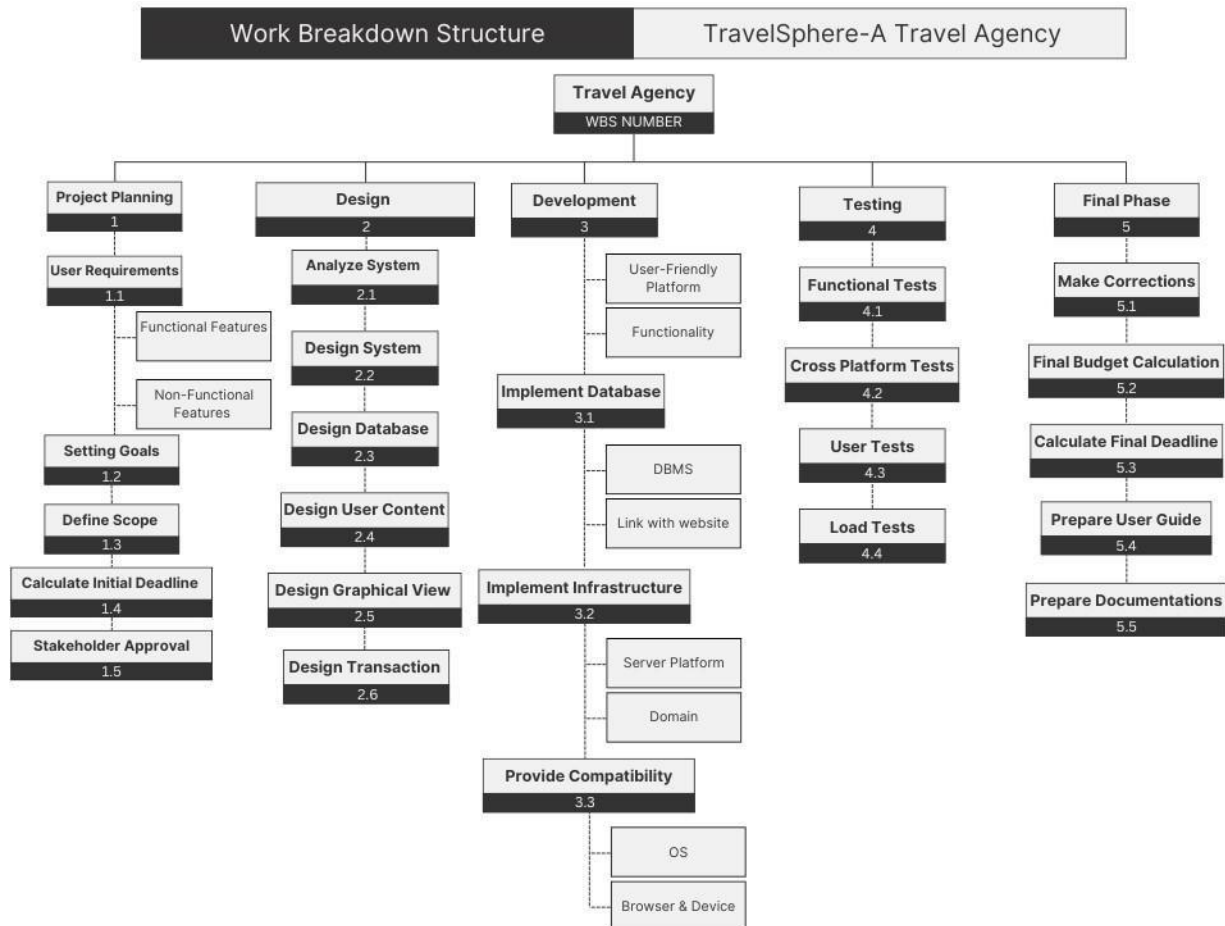 Work Breakdown Structure
TravelSphere-A Travel Agency
Travel Agency
WBS NUMBER
Project Planning
1
User Requirements
1.1
Functional Features
Non-Functional
Features
Setting Goals
1.2
Define Scope
1.3
Calculate Initial Deadline
1.4
Stakeholder Approval
1.5
Design
2
Analyze System
2.1
Design System
2.2
Design Database
2.3
Design User Content
2.4
Design Graphical View
2.5
Design Transaction
2.6
Development
3
User-Friendly
Platform
Functionality
Implement Database
3.1
DBMS
Link with website
Implement Infrastructure
3.2
Server Platform
Domain
Provide Compatibility
3.3
OS
Browser & Device
Testing
4
Functional Tests
4.1
Cross Platform Tests
4.2
User Tests
4.3
Load Tests
4.4
Final Phase
5
Make Corrections
5.1
Final Budget Calculation
5.2
Calculate Final Deadline
5.3
Prepare User Guide
5.4
Prepare Documentations
5.5